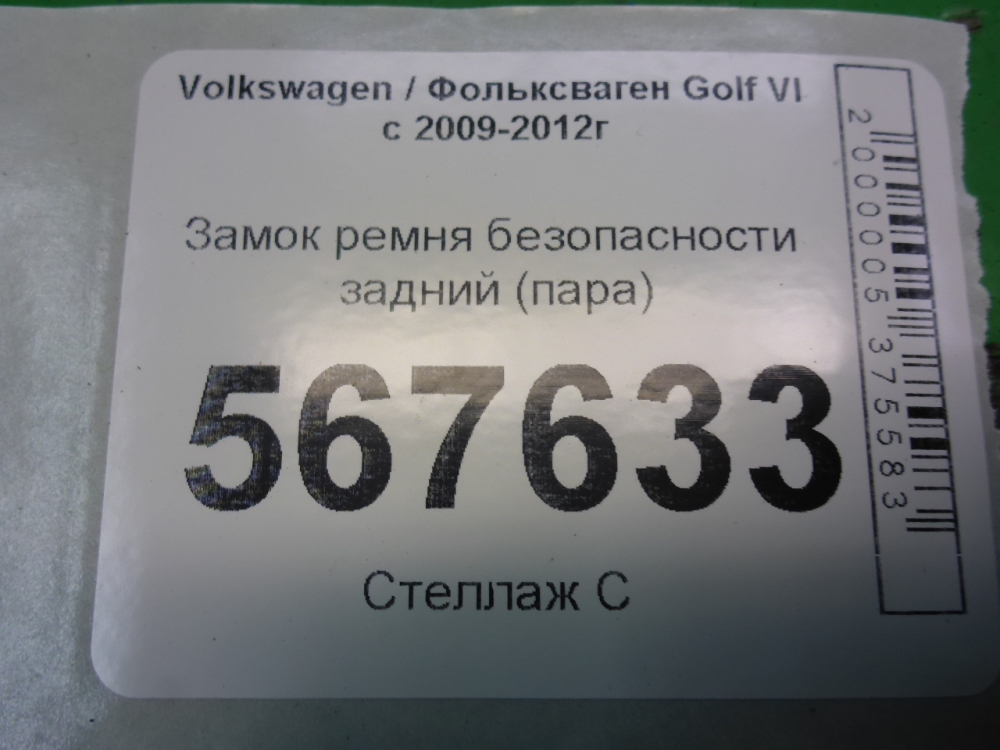 Volkswagen / Фольксваген Golf VI
с 2009-2012г
Замок ремня безопасности
задний (пара)
567633
Стеллаж С
2000005375583